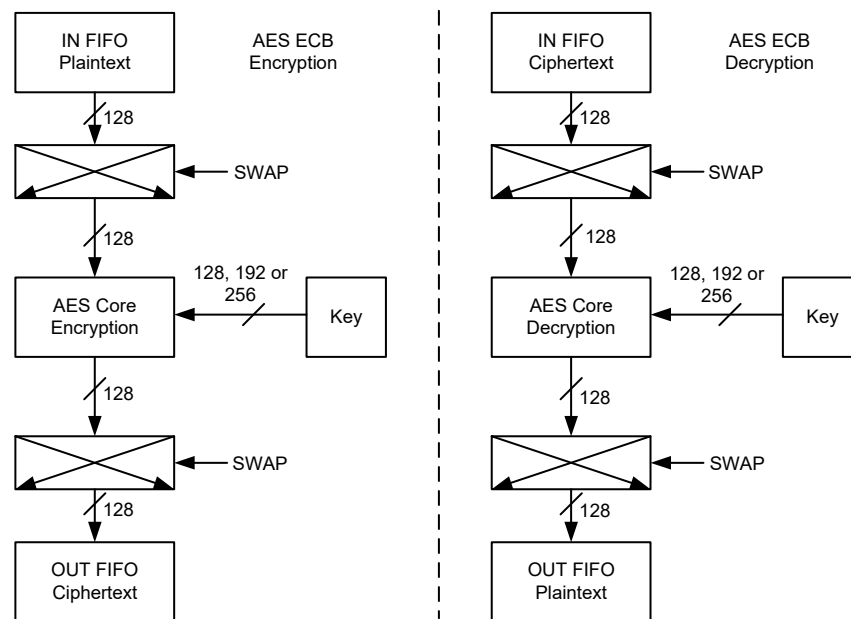 IN FIFO
Plaintext
AES ECB
Encryption
128
SWAP
128
128, 192 or
256
AES Core
Encryption
Key
128
SWAP
128
OUT FIFO
Ciphertext
IN FIFO
Ciphertext
AES ECB
Decryption
128
SWAP
128
128, 192 or
256
AES Core
Decryption
Key
128
SWAP
128
OUT FIFO
Plaintext